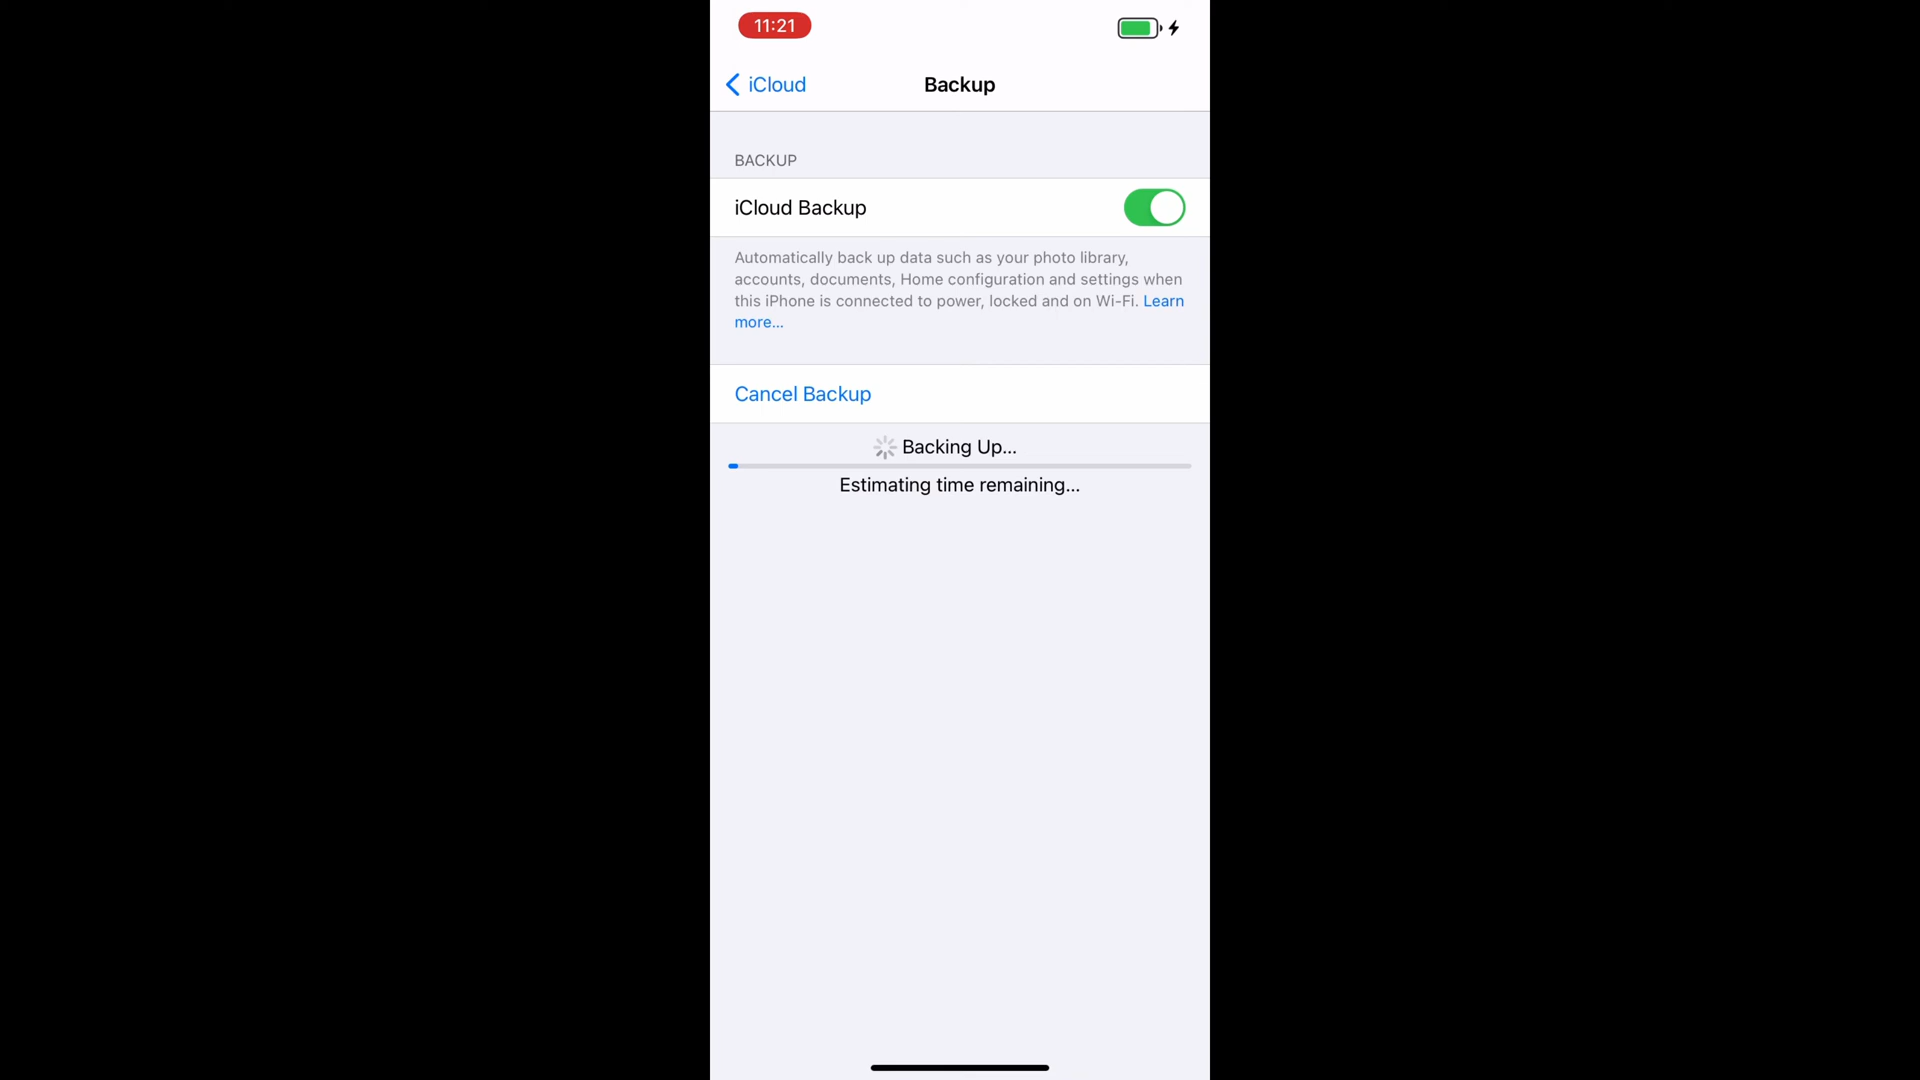 11:21
iCloud
Backup
BACKUP
iCloud Backup
Automatically back up data such as your photo library,
accounts, documents, Home configuration and settings when
this iPhone is connected to power, locked and on Wi-Fi. Learn
more...
Cancel Backup
Backing Up...
Estimating time remaining...